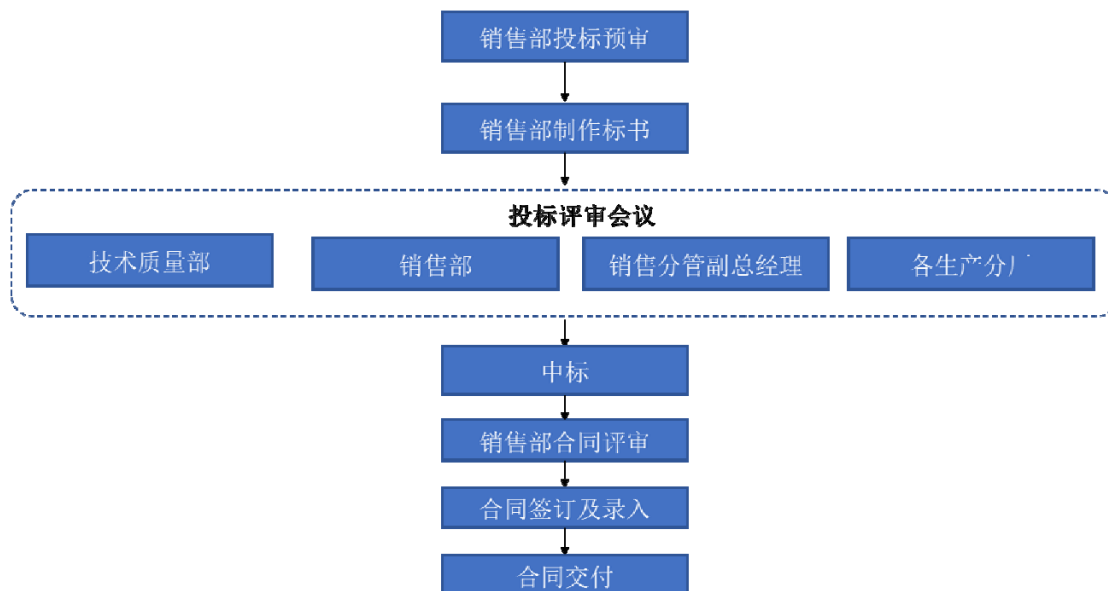 销售部投标预审
销售部制作标书
投标评审会议
技术质量部
销售部
销售分管副总经理
各生产分厂
中标
销售部合同评审
合同签订及录入
合同交付